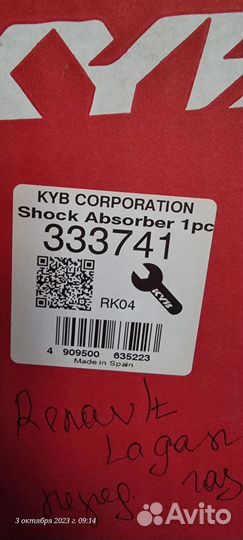 KYB
KYB CORPORATION
Shock Absorber 1pc
333741
KYB
RK04
4 909500 635223
Made in Spain
Renault
Lagan
перед. газ
3 октября 2023 г, 09:14
Avito